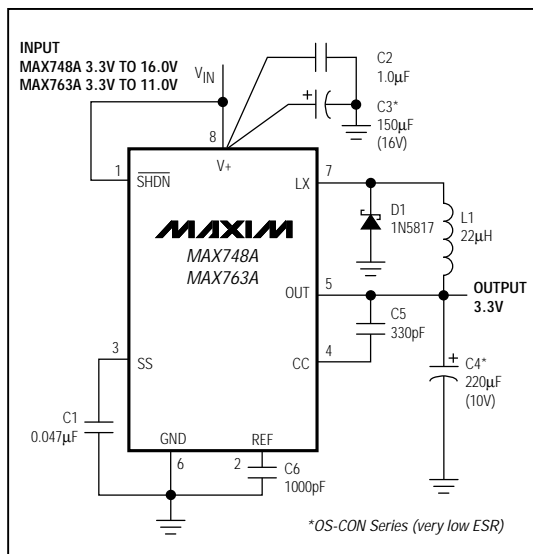 INPUT
MAX748A 3.3V TO 16.0V
MAX763A 3.3V TO 11.0V
VIN
C2
1.0µF
C3*
150µF
(16V)
8
V+
1
SHDN
LX
7
D1
1N5817
L1
22µH
MAXIM
MAX748A
MAX763A
OUT
5
OUTPUT
3.3V
C5
330pF
3
SS
CC
4
C4*
220µF
(10V)
C1
0.047µF
GND
REF
6
2
C6
1000pF
*OS-CON Series (very low ESR)